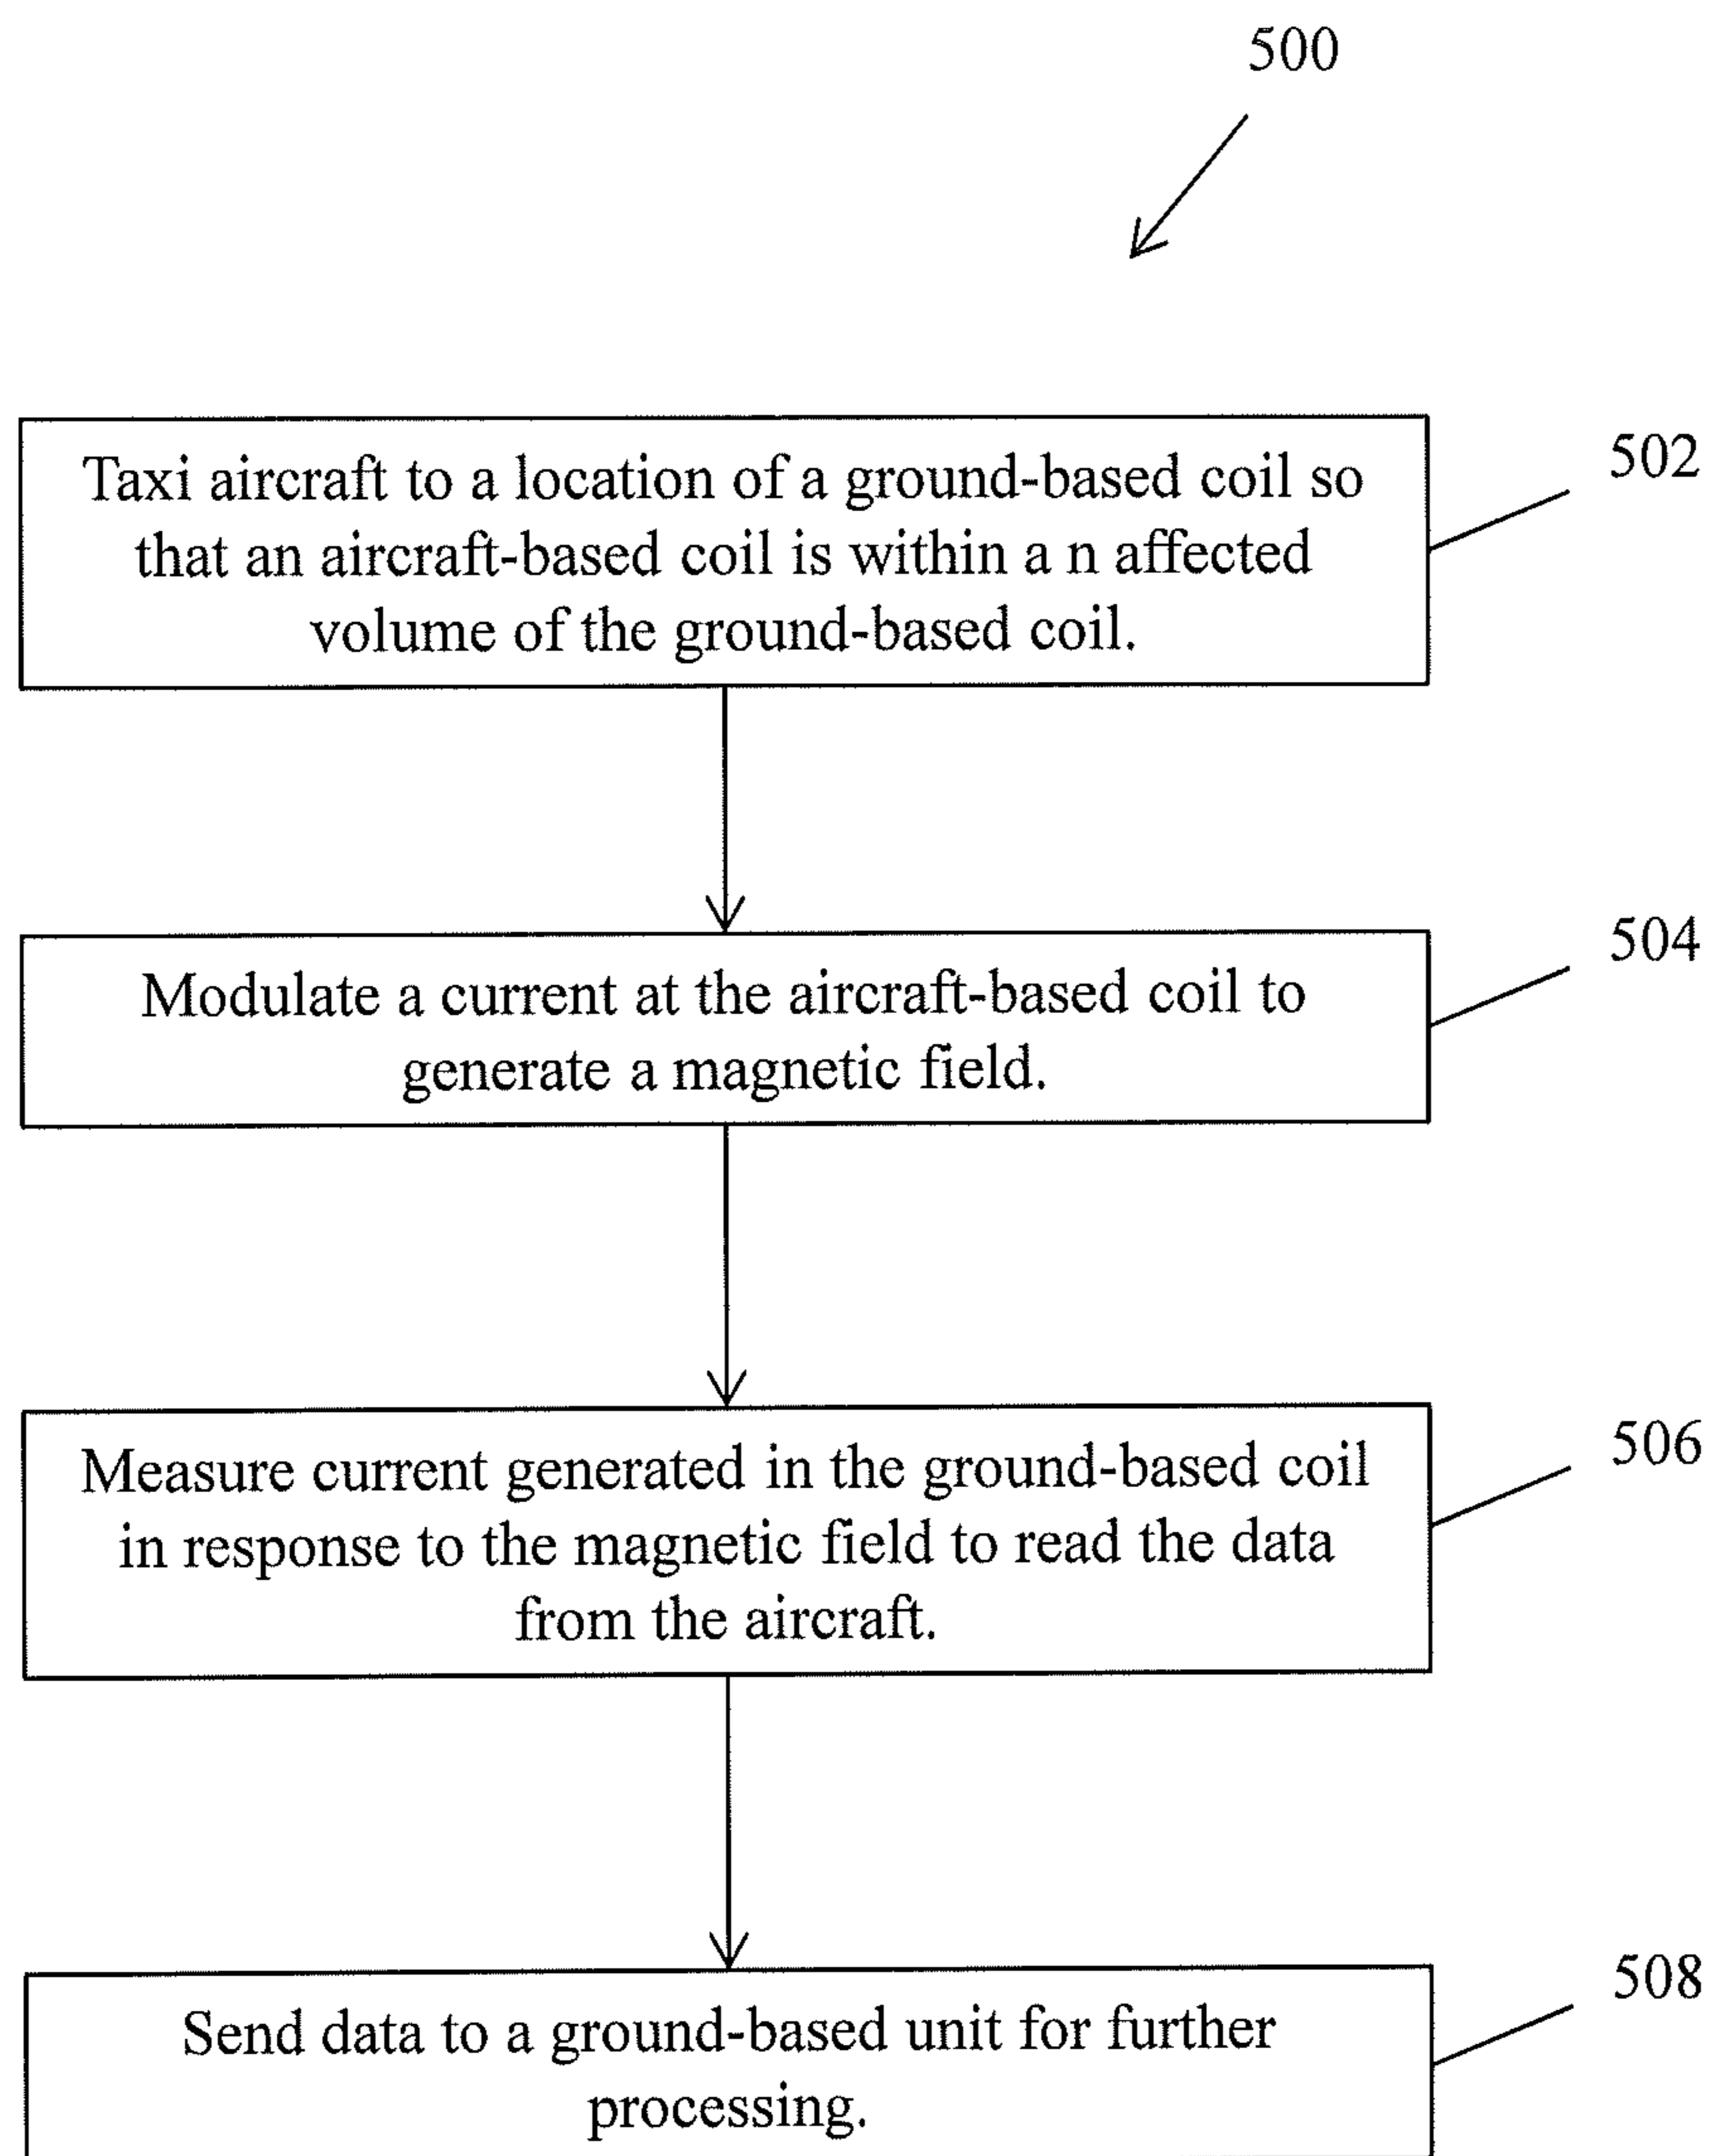 500
Taxi aircraft to a location of a ground-based coil so
that an aircraft-based coil is within a n affected
volume of the ground-based coil.
502
Modulate a current at the aircraft-based coil to
generate a magnetic field.
504
Measure current generated in the ground-based coil
in response to the magnetic field to read the data
from the aircraft.
506
Send data to a ground-based unit for further
processing.
508